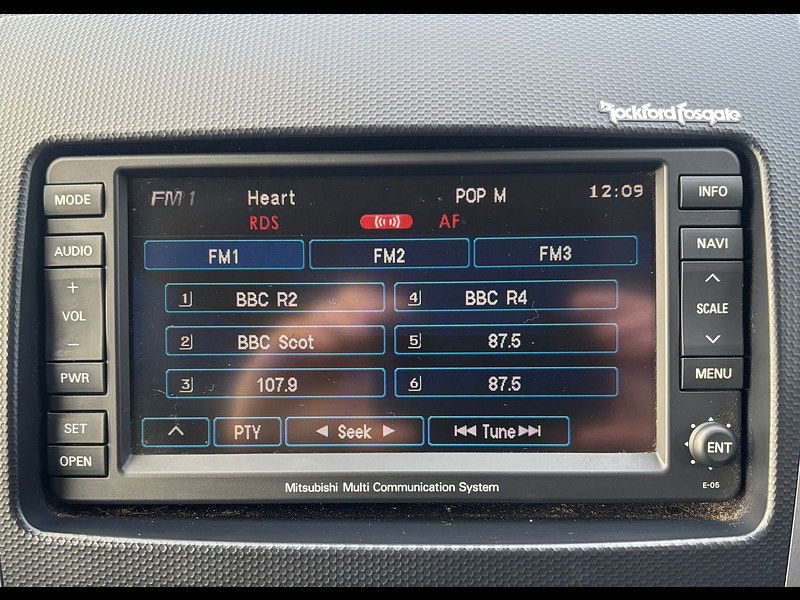 Rockford Fosgate
MODE
AUDIO
+
VOL
−
PWR
SET
OPEN
FM1 Heart POP M 12:09
RDS AF
FM1 FM2 FM3
1 BBC R2 4 BBC R4
2 BBC Scot 5 87.5
3 107.9 6 87.5
PTY ◀ Seek ▶ ⏮ Tune ⏭
INFO
NAVI
SCALE
MENU
ENT
E-05
Mitsubishi Multi Communication System